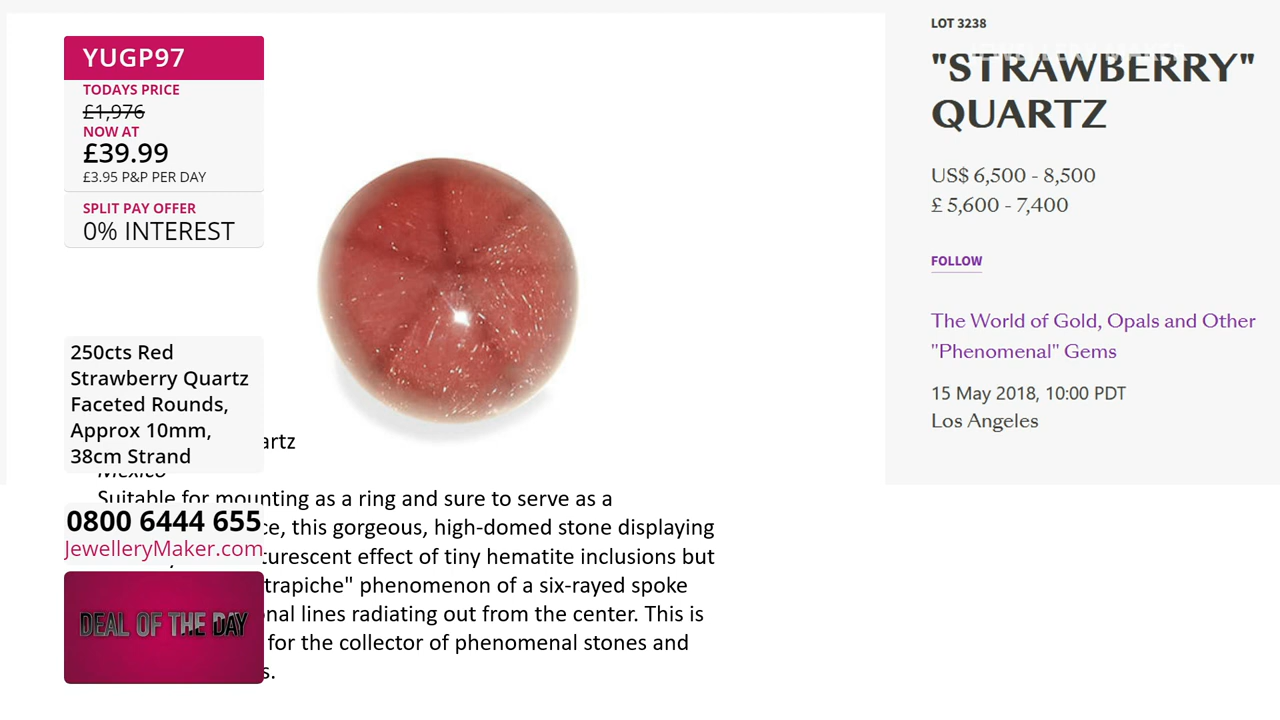 YUGP97
TODAYS PRICE
£1,976
NOW AT
£39.99
£3.95 P&P PER DAY
SPLIT PAY OFFER
0% INTEREST
250cts Red
Strawberry Quartz
Faceted Rounds,
Approx 10mm,
38cm Strand
0800 6444 655
JewelleryMaker.com
DEAL OF THE DAY
artz
Mexico
Suitable for mounting as a ring and sure to serve as a
ce, this gorgeous, high-domed stone displaying
turescent effect of tiny hematite inclusions but
trapiche" phenomenon of a six-rayed spoke
nal lines radiating out from the center. This is
for the collector of phenomenal stones and
s.
LOT 3238
"STRAWBERRY"
QUARTZ
US$ 6,500 - 8,500
£ 5,600 - 7,400
FOLLOW
The World of Gold, Opals and Other
"Phenomenal" Gems
15 May 2018, 10:00 PDT
Los Angeles